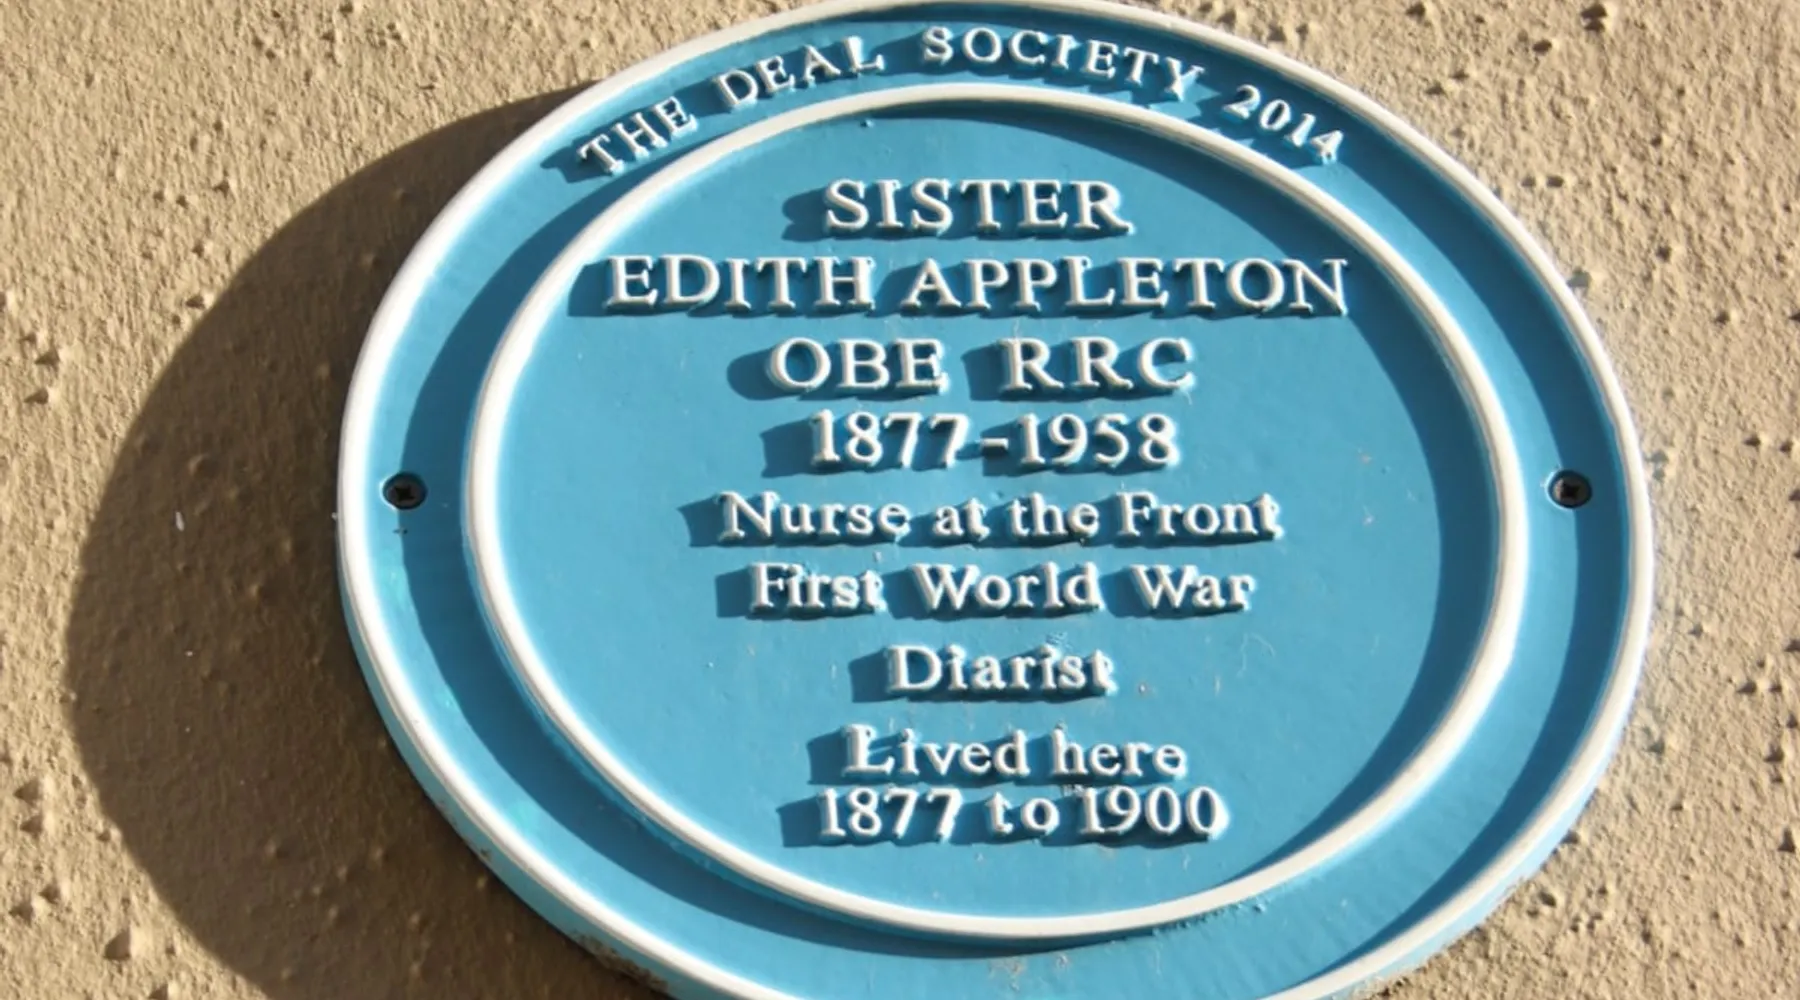 THE DEAL SOCIETY 2014
SISTER
EDITH APPLETON
OBE RRC
1877-1958
Nurse at the Front
First World War
Diarist
Lived here
1877 to 1900